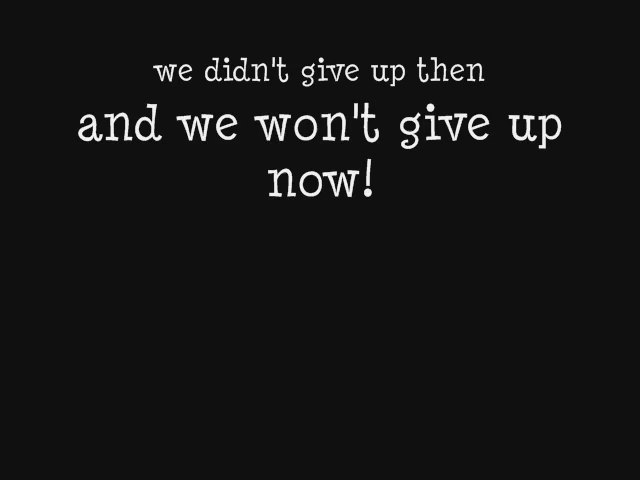 we didn't give up then
and we won't give up
now!